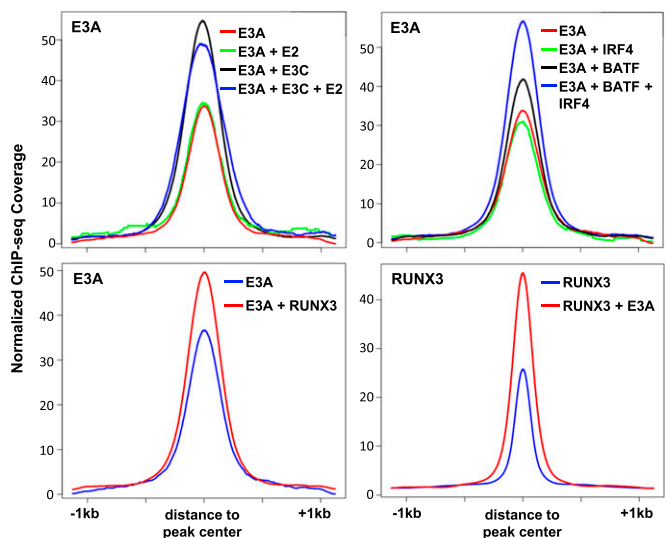 E3A
E3A
E3A + E2
E3A + E3C
E3A + E3C + E2
50
40
30
20
10
0
E3A
E3A
E3A + IRF4
E3A + BATF
E3A + BATF +
IRF4
50
40
30
20
10
0
Normalized ChIP-seq Coverage
E3A
E3A
E3A + RUNX3
50
40
30
20
10
0
-1kb
distance to
peak center
+1kb
RUNX3
RUNX3
RUNX3 + E3A
40
30
20
10
0
-1kb
distance to
peak center
+1kb